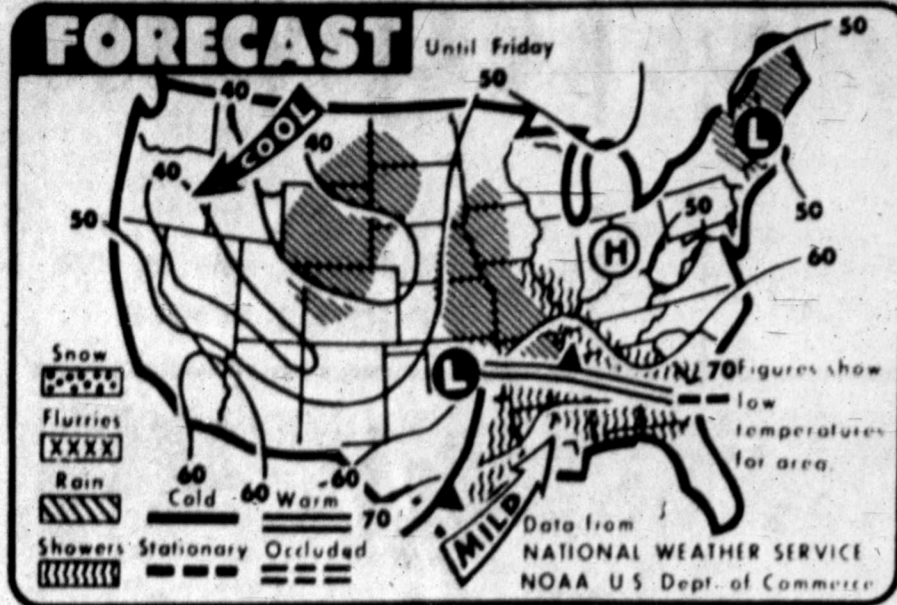 FORECAST Until Friday
50
50
40
COOL
40
40
50
L
50
50
H
60
L
70 Figures show
low
temperatures
for area.
Snow
Flurries
Rain
Showers
60
60
60
70
Cold Warm
Stationary Occluded
MILD
Data from
NATIONAL WEATHER SERVICE
NOAA U S Dept. of Commerce